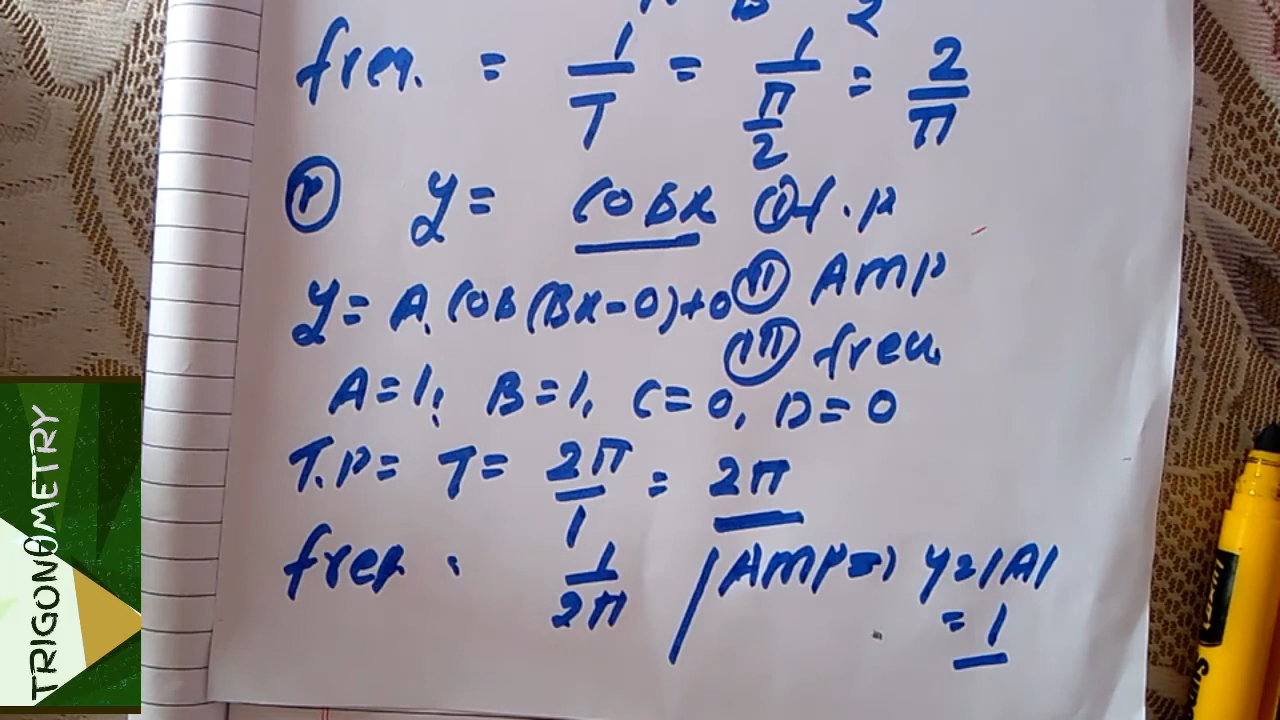 freq. = 1/T = 1/(π/2) = 2/π
Y = cosx (I) f.p
Y = A. cos(Bx-0)+0 (II) Amp
(III) freq.
A=1, B=1, C=0, D=0
T.P= T= 2π/1 = 2π
freq. = 1/2π / Amp => y=|A|
= 1
TRIGONOMETRY